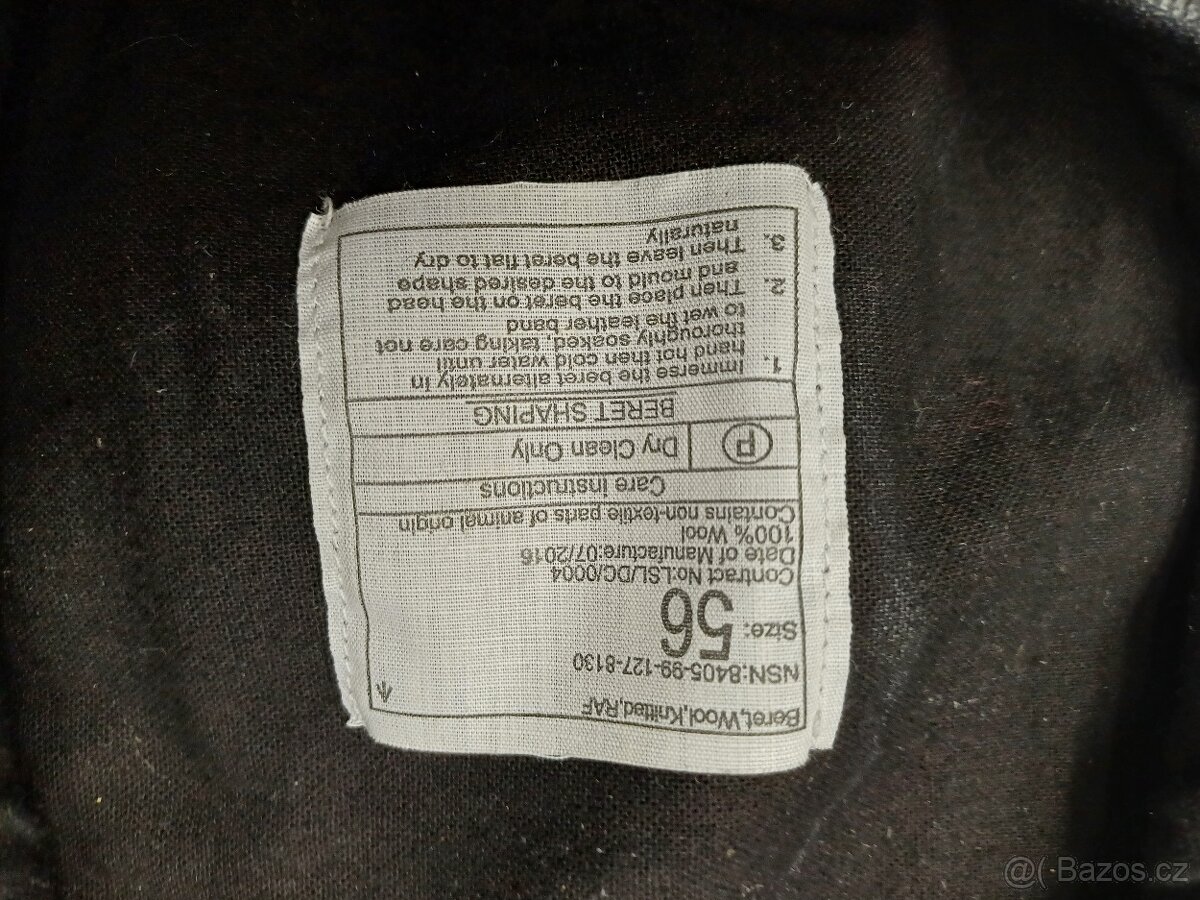 Beret,Wool,Knitted,RAF
NSN:8405-99-127-8130
Size: 56
Contract No:LSL/DC/0004
Date of Manufacture:07/2016
100% Wool
Contains non-textile parts of animal origin
Care instructions
P Dry Clean Only
BERET SHAPING
1. Immerse the beret alternately in
hand hot then cold water until
thoroughly soaked, taking care not
to wet the leather band
2. Then place the beret on the head
and mould to the desired shape
3. Then leave the beret flat to dry
naturally
@( Bazos.cz